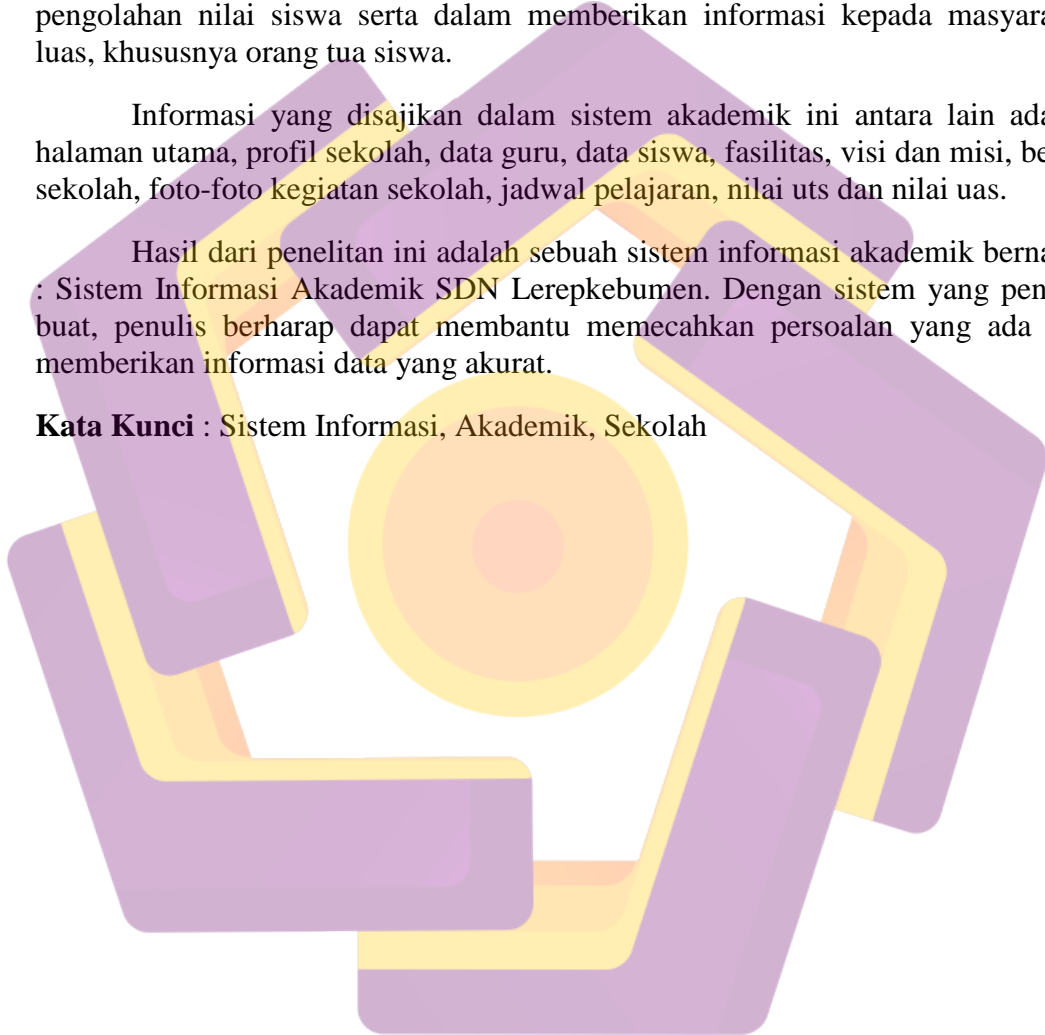 pengolahan nilai siswa serta dalam memberikan informasi kepada masyara
luas, khususnya orang tua siswa.
Informasi yang disajikan dalam sistem akademik ini antara lain ada
halaman utama, profil sekolah, data guru, data siswa, fasilitas, visi dan misi, be
sekolah, foto-foto kegiatan sekolah, jadwal pelajaran, nilai uts dan nilai uas.
Hasil dari penelitan ini adalah sebuah sistem informasi akademik berna
: Sistem Informasi Akademik SDN Lerepkebumen. Dengan sistem yang pen
buat, penulis berharap dapat membantu memecahkan persoalan yang ada
memberikan informasi data yang akurat.
Kata Kunci : Sistem Informasi, Akademik, Sekolah